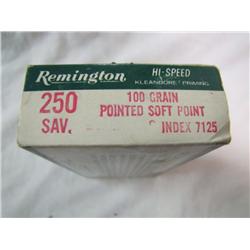 Remington
HI-SPEED
KLEANBORE PRIMING
250
SAV.
100 GRAIN
POINTED SOFT POINT
INDEX 7125